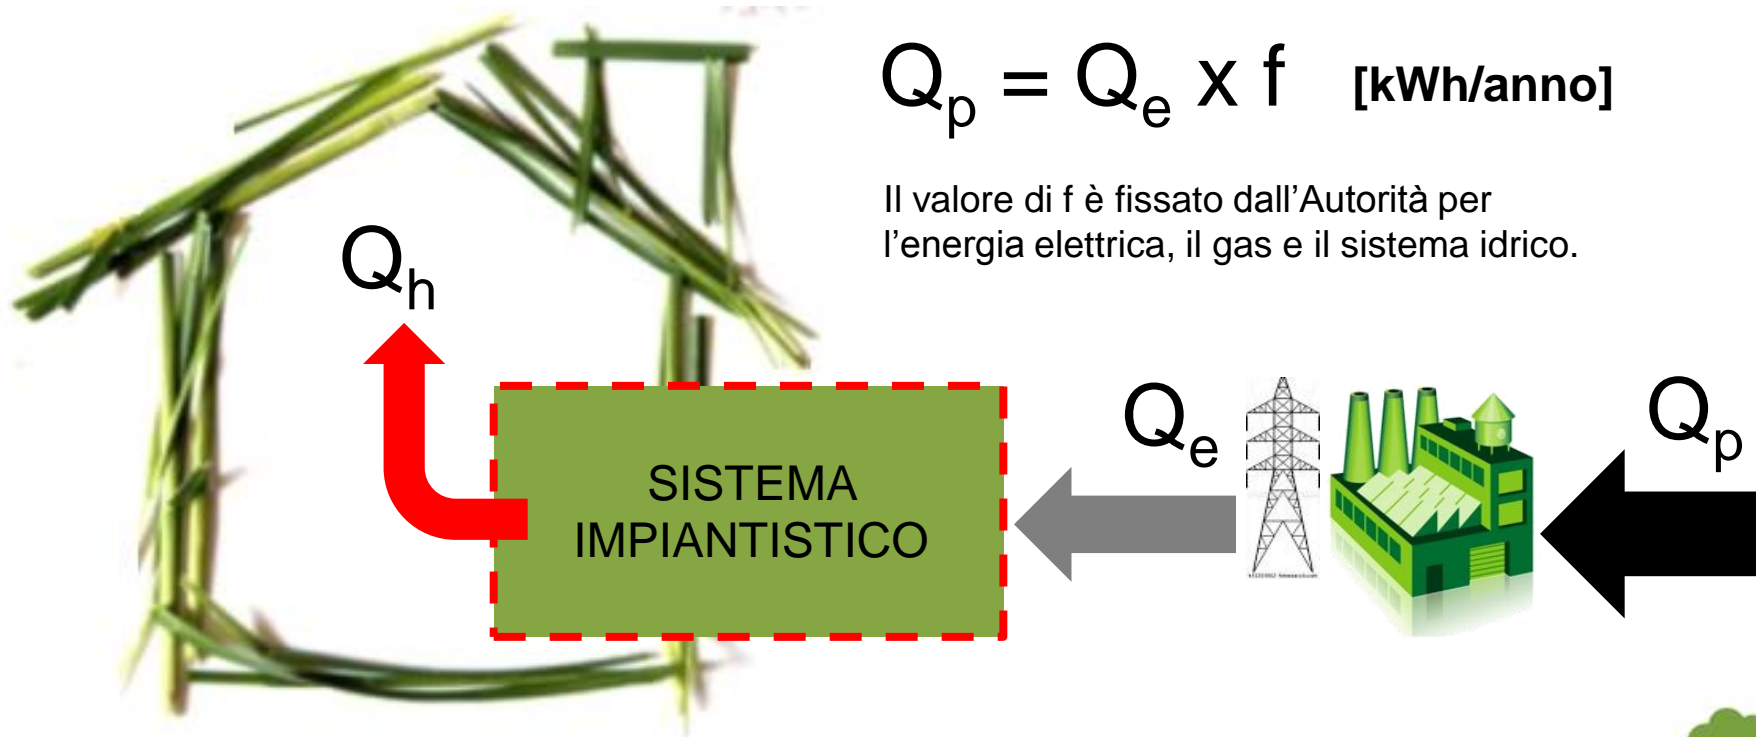 Qp = Qe x f [kWh/anno]
Il valore di f è fissato dall’Autorità per
l’energia elettrica, il gas e il sistema idrico.
Qh
Qe
Qp
SISTEMA
IMPIANTISTICO